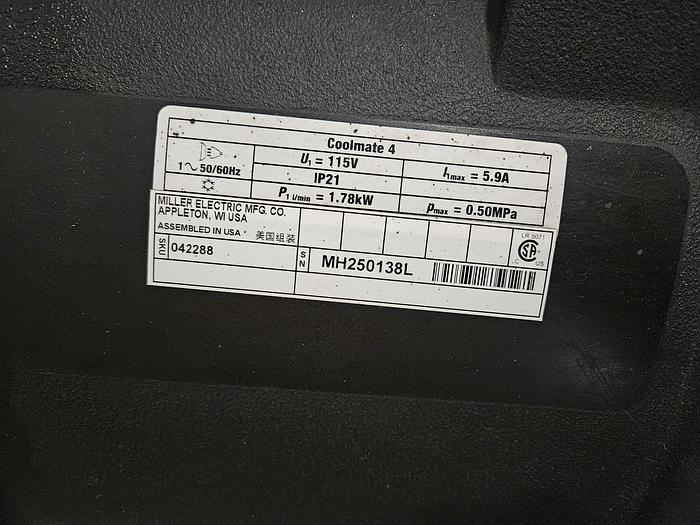 Coolmate 4
1~50/60Hz
U1 = 115V
I1max = 5.9A
IP21
P1 l/min = 1.78kW
pmax = 0.50MPa
MILLER ELECTRIC MFG. CO.
APPLETON, WI USA
ASSEMBLED IN USA 美国组装
LR 5071
SA
C US
SKU 042288
SN MH250138L